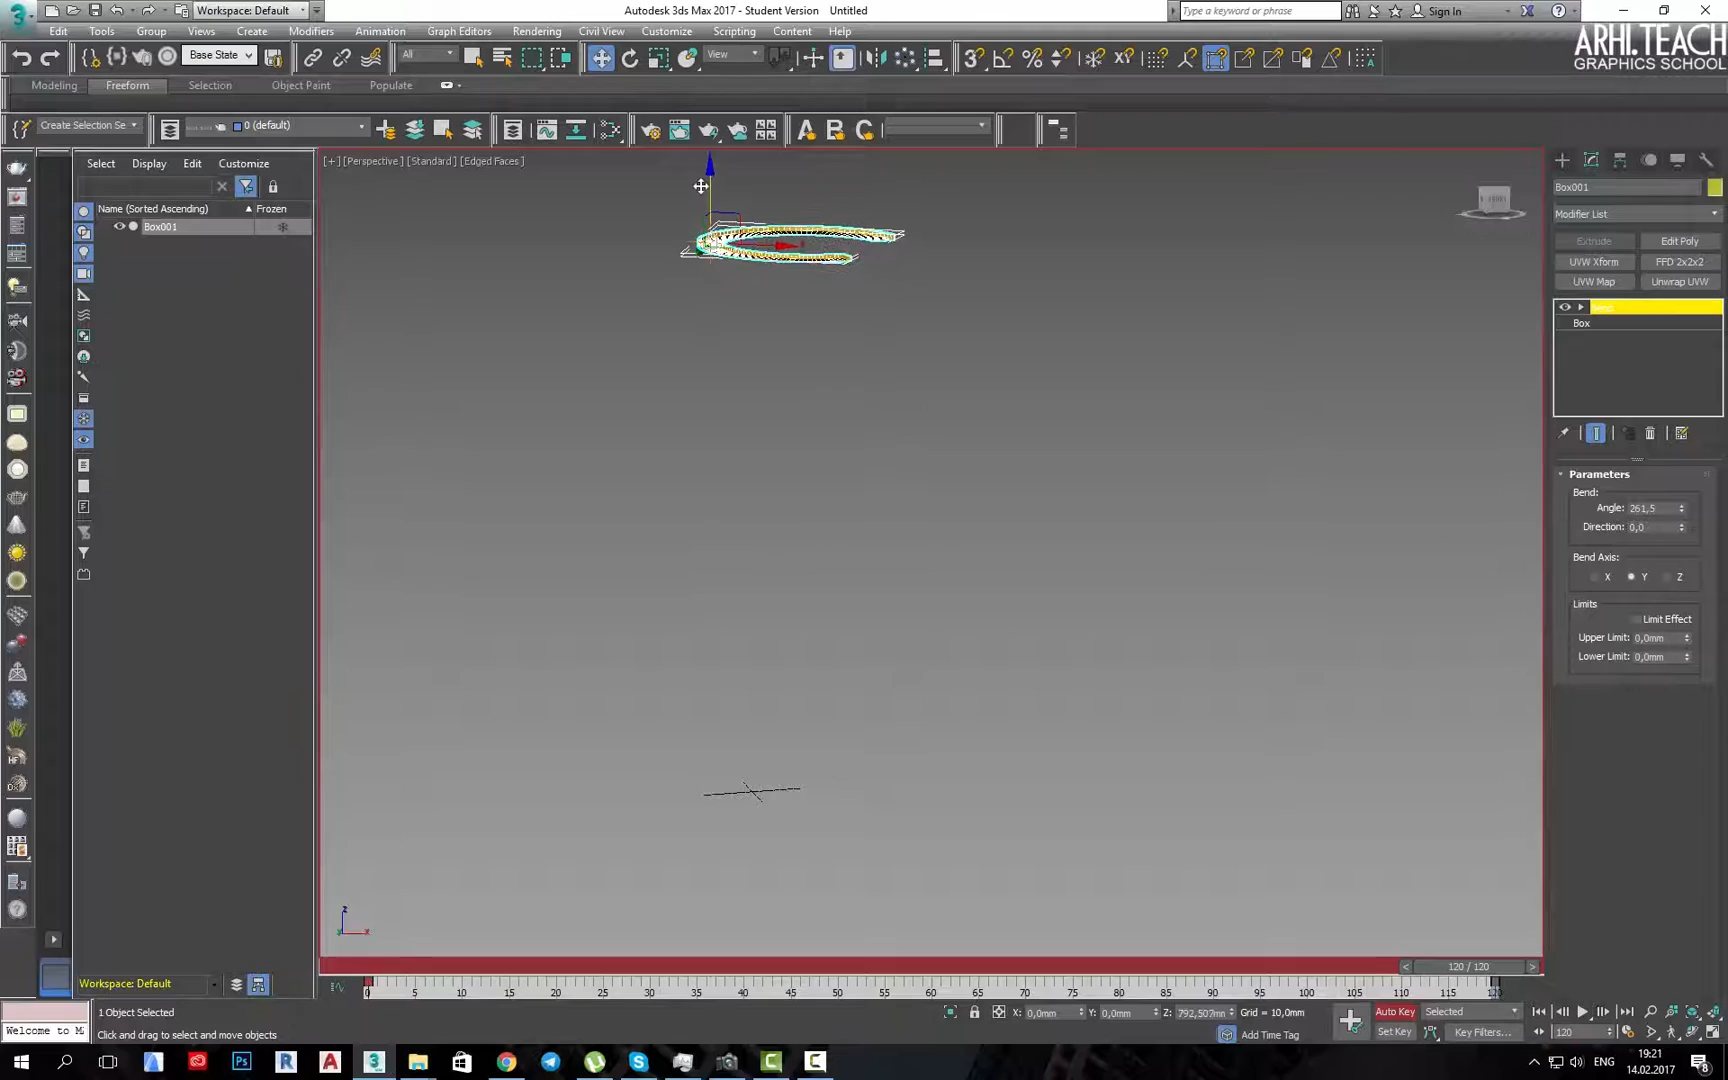 Workspace: Default
Autodesk 3ds Max 2017 - Student Version Untitled
Type a keyword or phrase
Sign In
Edit Tools Group Views Create Modifiers Animation Graph Editors Rendering Civil View Customize Scripting Content Help
ARHI.TEACH
GRAPHICS SCHOOL
Base State
All
View
Modeling Freeform Selection Object Paint Populate
Create Selection Se
0 (default)
A B C
Select Display Edit Customize
[+] [Perspective] [Standard] [Edged Faces]
Name (Sorted Ascending) Frozen
Box001
Box001
Modifier List
Extrude Edit Poly
UVW Xform FFD 2x2x2
UVW Map Unwrap UVW
Box
Parameters
Bend:
Angle: 261,5
Direction: 0,0
Bend Axis:
X Y Z
Limits
Limit Effect
Upper Limit: 0,0mm
Lower Limit: 0,0mm
z
x
120 / 120
Workspace: Default
0 5 10 15 20 25 30 35 40 45 50 55 60 65 70 75 80 85 90 95 100 105 110 115 120
1 Object Selected
X: 0,0mm Y: 0,0mm Z: 792,507mm Grid = 10,0mm
Auto Key Selected
Welcome to M
Click and drag to select and move objects
Add Time Tag
Set Key Key Filters...
120
ENG
19:21
14.02.2017